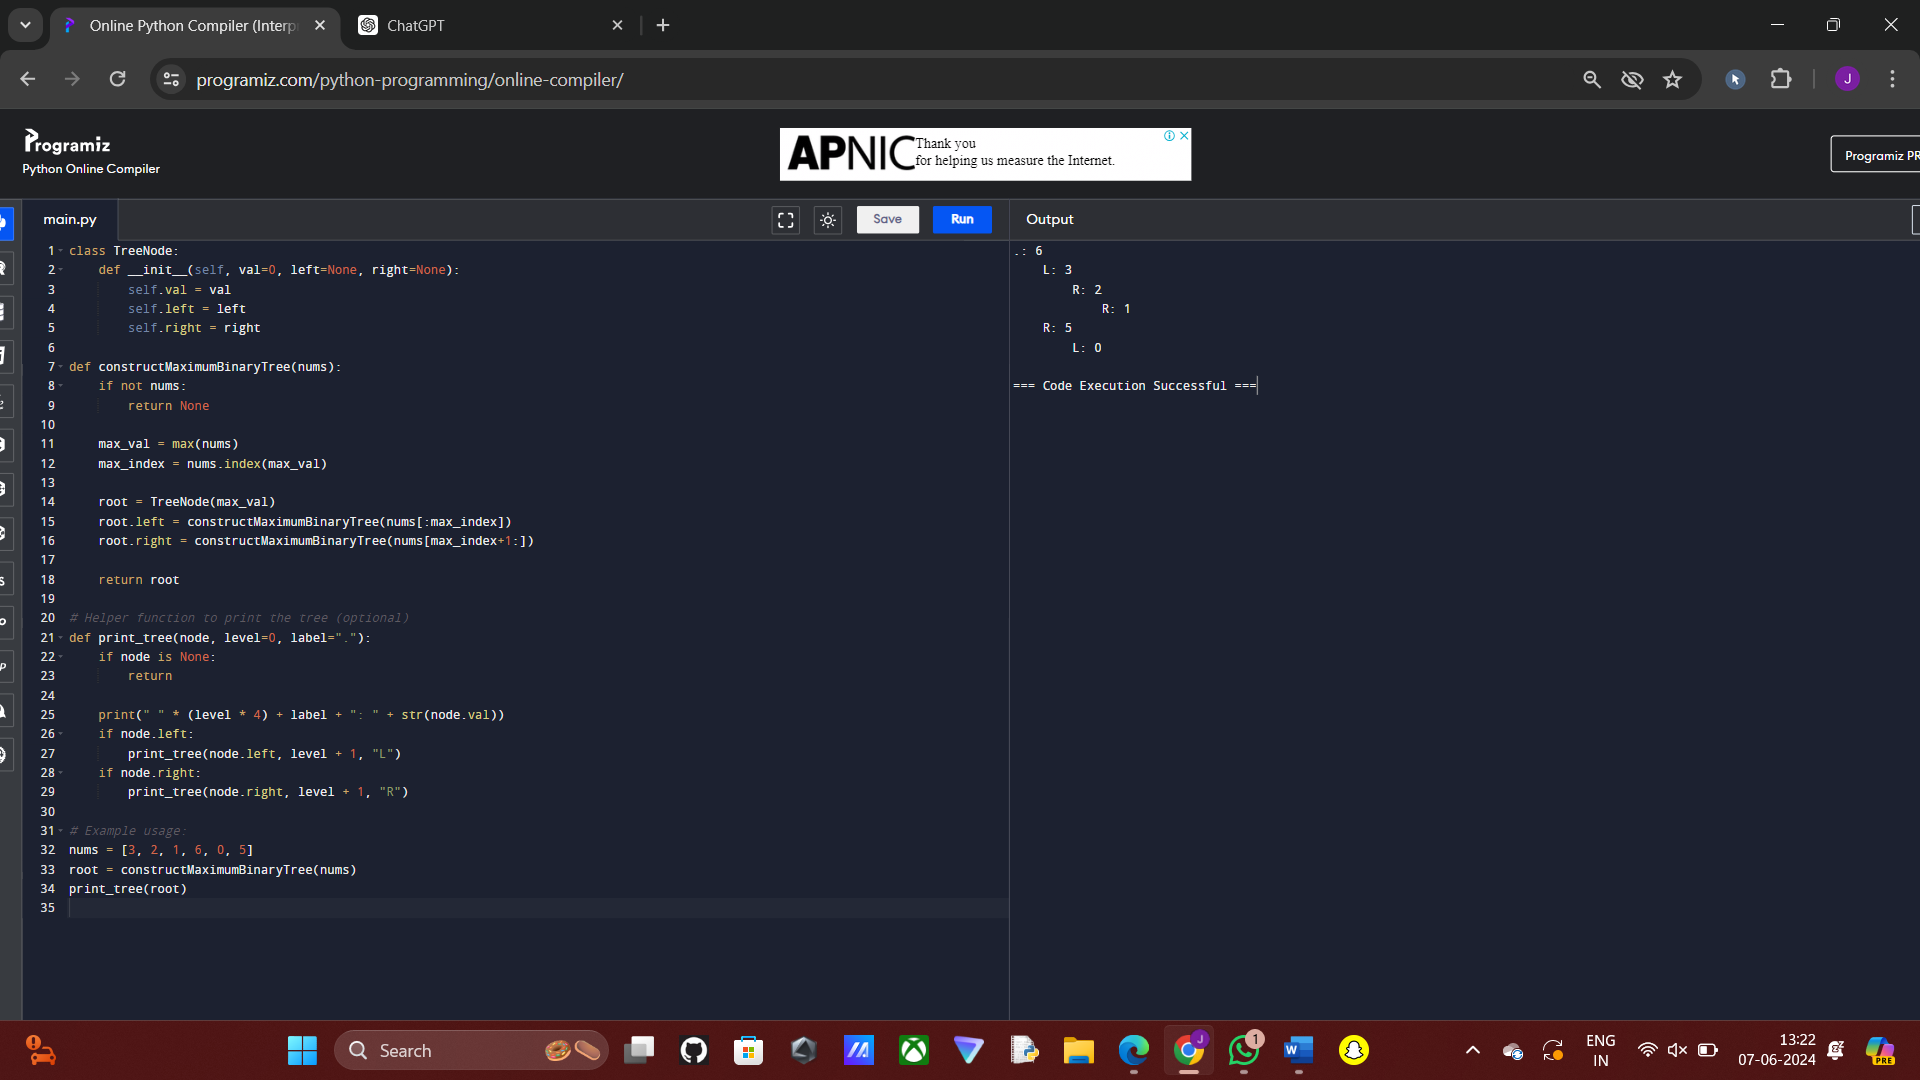 Online Python Compiler (Interp
ChatGPT
programiz.com/python-programming/online-compiler/
J
Programiz
Python Online Compiler
APNIC
Thank you
for helping us measure the Internet.
Programiz PR
main.py
Save
Run
Output
1 class TreeNode:
2     def __init__(self, val=0, left=None, right=None):
3         self.val = val
4         self.left = left
5         self.right = right
6
7 def constructMaximumBinaryTree(nums):
8     if not nums:
9         return None
10
11     max_val = max(nums)
12     max_index = nums.index(max_val)
13
14     root = TreeNode(max_val)
15     root.left = constructMaximumBinaryTree(nums[:max_index])
16     root.right = constructMaximumBinaryTree(nums[max_index+1:])
17
18     return root
19
20 # Helper function to print the tree (optional)
21 def print_tree(node, level=0, label="."):
22     if node is None:
23         return
24
25     print(" " * (level * 4) + label + ": " + str(node.val))
26     if node.left:
27         print_tree(node.left, level + 1, "L")
28     if node.right:
29         print_tree(node.right, level + 1, "R")
30
31 # Example usage:
32 nums = [3, 2, 1, 6, 0, 5]
33 root = constructMaximumBinaryTree(nums)
34 print_tree(root)
35
.: 6
    L: 3
        R: 2
            R: 1
    R: 5
        L: 0
=== Code Execution Successful ===
Search
J
1
W
PRE
ENG
IN
13:22
07-06-2024